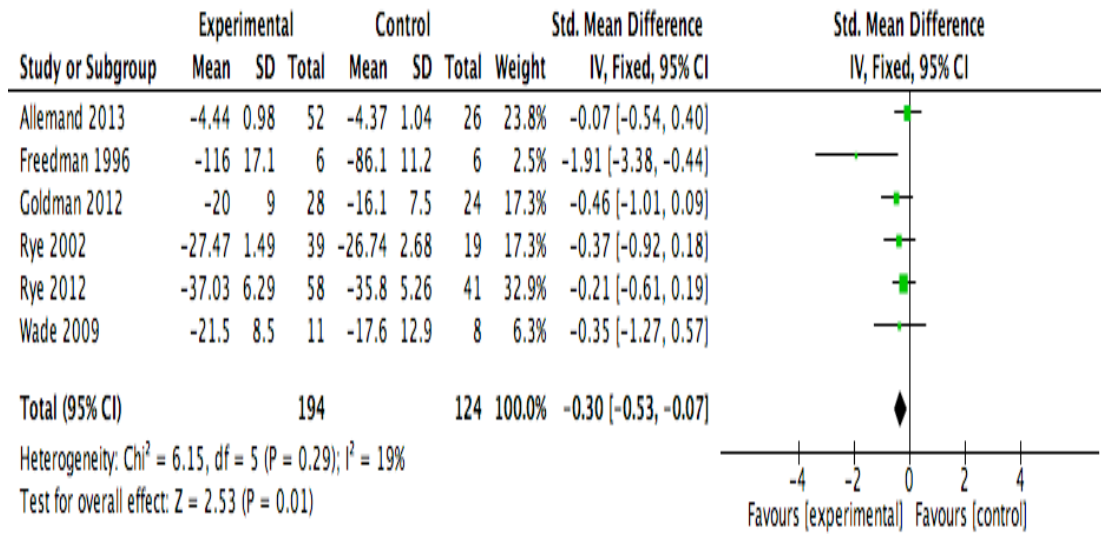 Experimental Control Std. Mean Difference Std. Mean Difference
Study or Subgroup Mean SD Total Mean SD Total Weight IV, Fixed, 95% CI IV, Fixed, 95% CI
Allemand 2013 -4.44 0.98 52 -4.37 1.04 26 23.8% -0.07 [-0.54, 0.40]
Freedman 1996 -116 17.1 6 -86.1 11.2 6 2.5% -1.91 [-3.38, -0.44]
Goldman 2012 -20 9 28 -16.1 7.5 24 17.3% -0.46 [-1.01, 0.09]
Rye 2002 -27.47 1.49 39 -26.74 2.68 19 17.3% -0.37 [-0.92, 0.18]
Rye 2012 -37.03 6.29 58 -35.8 5.26 41 32.9% -0.21 [-0.61, 0.19]
Wade 2009 -21.5 8.5 11 -17.6 12.9 8 6.3% -0.35 [-1.27, 0.57]
Total (95% CI) 194 124 100.0% -0.30 [-0.53, -0.07]
Heterogeneity: Chi² = 6.15, df = 5 (P = 0.29); I² = 19%
Test for overall effect: Z = 2.53 (P = 0.01)
-4 -2 0 2 4
Favours [experimental] Favours [control]